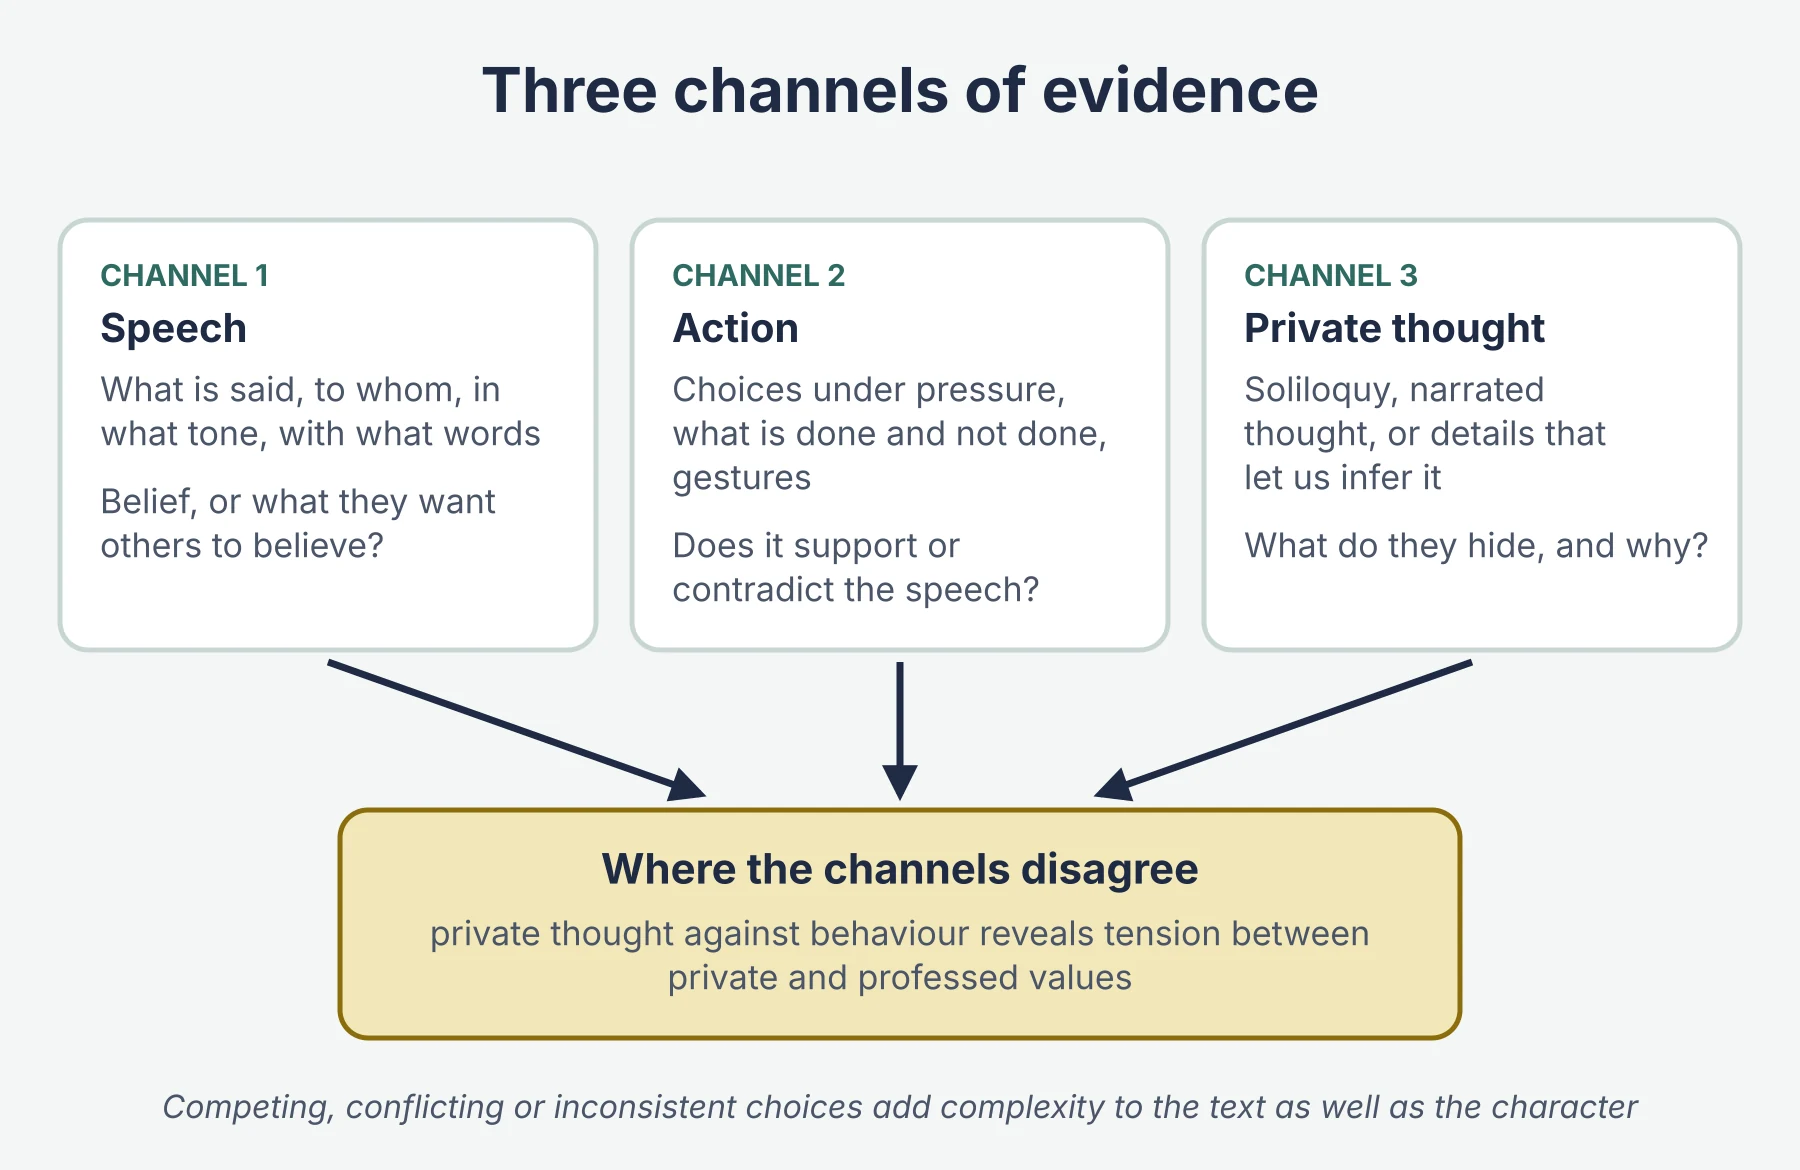 Three channels of evidence
CHANNEL 1
Speech
What is said, to whom, in
what tone, with what words
Belief, or what they want
others to believe?
CHANNEL 2
Action
Choices under pressure,
what is done and not done,
gestures
Does it support or
contradict the speech?
CHANNEL 3
Private thought
Soliloquy, narrated
thought, or details that
let us infer it
What do they hide, and why?
Where the channels disagree
private thought against behaviour reveals tension between
private and professed values
Competing, conflicting or inconsistent choices add complexity to the text as well as the character